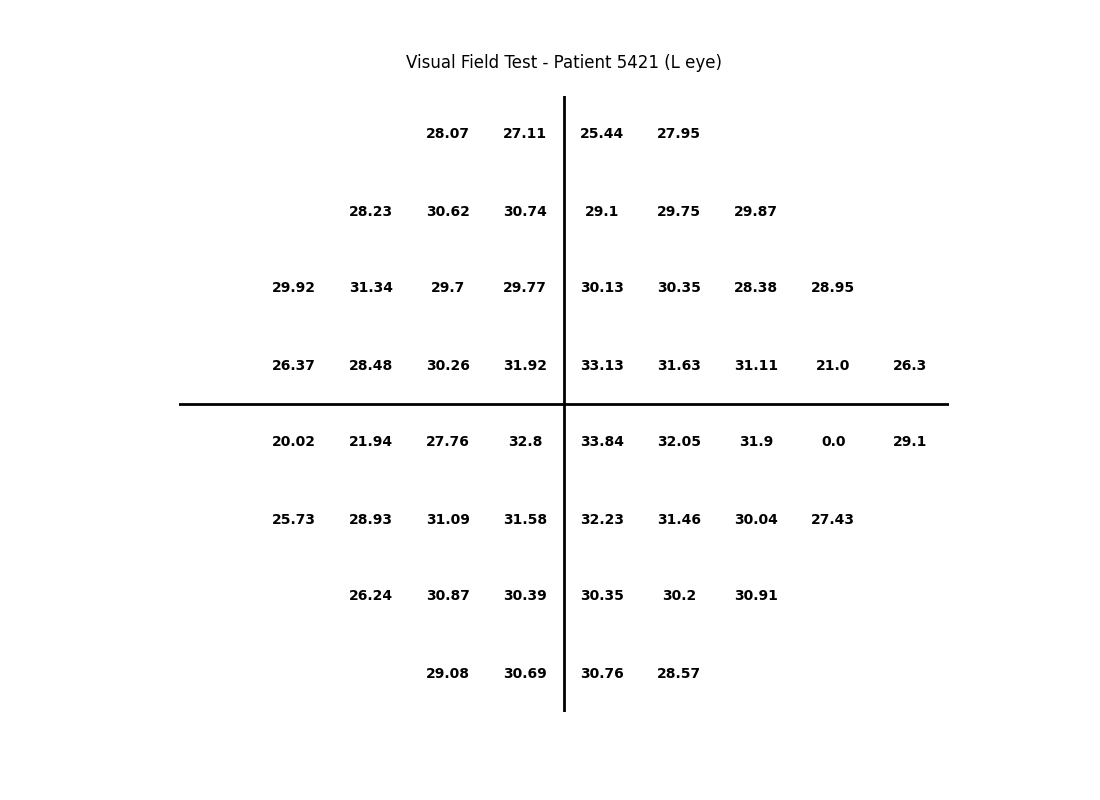 Visual Field Test - Patient 5421 (L eye)
28.07 27.11 25.44 27.95
28.23 30.62 30.74 29.1 29.75 29.87
29.92 31.34 29.7 29.77 30.13 30.35 28.38 28.95
26.37 28.48 30.26 31.92 33.13 31.63 31.11 21.0 26.3
20.02 21.94 27.76 32.8 33.84 32.05 31.9 0.0 29.1
25.73 28.93 31.09 31.58 32.23 31.46 30.04 27.43
26.24 30.87 30.39 30.35 30.2 30.91
29.08 30.69 30.76 28.57